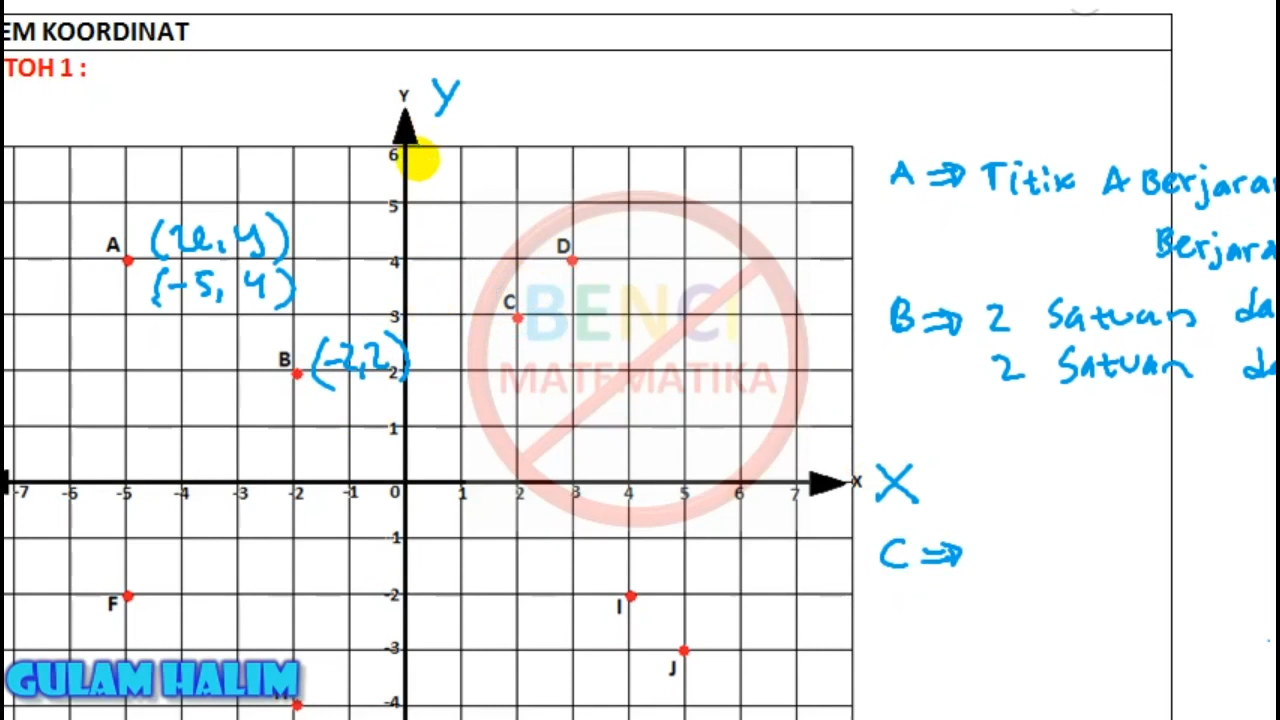 EM KOORDINAT
TOH 1 :
Y
Y
6
5
4
3
2
1
A
(x, y)
(-5, 4)
B
(-2,2)
D
C
BENCI
MATEMATIKA
A ⇒ Titik A Berjara
Berjara
B ⇒ 2 Satuan da
2 Satuan da
-7 -6 -5 -4 -3 -2 -1 0 1 2 3 4 5 6 7 X
X
C ⇒
-1
-2
-3
-4
F
I
J
GULAM HALIM